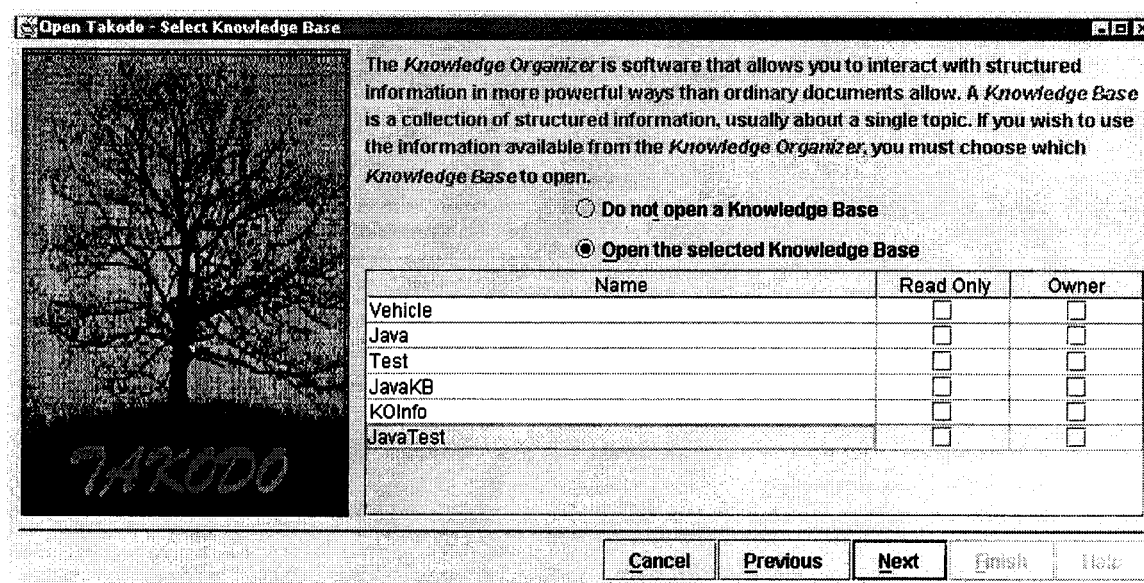 Open Takodo - Select Knowledge Base
The Knowledge Organizer is software that allows you to interact with structured
information in more powerful ways than ordinary documents allow. A Knowledge Base
is a collection of structured information, usually about a single topic. If you wish to use
the information available from the Knowledge Organizer, you must choose which
Knowledge Base to open.
Do not open a Knowledge Base
Open the selected Knowledge Base
Name Read Only Owner
Vehicle
Java
Test
JavaKB
KOInfo
JavaTest
TAKODO
Cancel Previous Next Finish Help